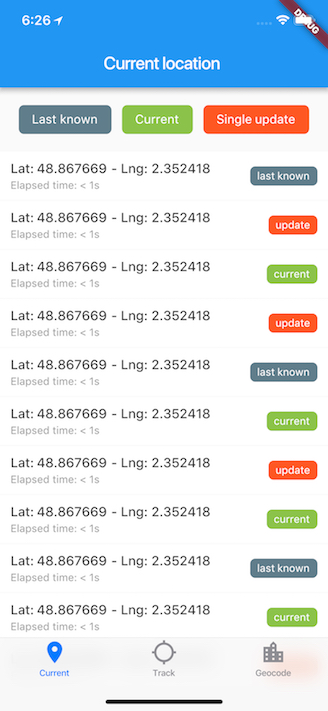 6:26
DEBUG
Current location
Last known
Current
Single update
Lat: 48.867669 - Lng: 2.352418
Elapsed time: < 1s
last known
Lat: 48.867669 - Lng: 2.352418
Elapsed time: < 1s
update
Lat: 48.867669 - Lng: 2.352418
Elapsed time: < 1s
current
Lat: 48.867669 - Lng: 2.352418
Elapsed time: < 1s
update
Lat: 48.867669 - Lng: 2.352418
Elapsed time: < 1s
last known
Lat: 48.867669 - Lng: 2.352418
Elapsed time: < 1s
current
Lat: 48.867669 - Lng: 2.352418
Elapsed time: < 1s
update
Lat: 48.867669 - Lng: 2.352418
Elapsed time: < 1s
current
Lat: 48.867669 - Lng: 2.352418
Elapsed time: < 1s
last known
Lat: 48.867669 - Lng: 2.352418
Elapsed time: < 1s
current
Current
Track
Geocode